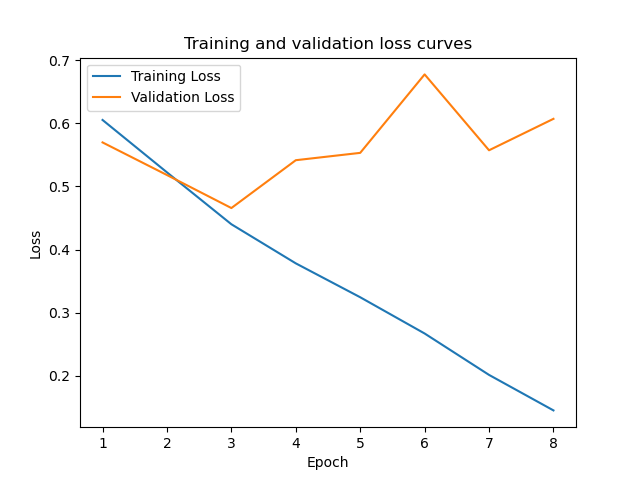 Training and validation loss curves
Training Loss
Validation Loss
0.7
0.6
0.5
0.4
0.3
0.2
Loss
1 2 3 4 5 6 7 8
Epoch